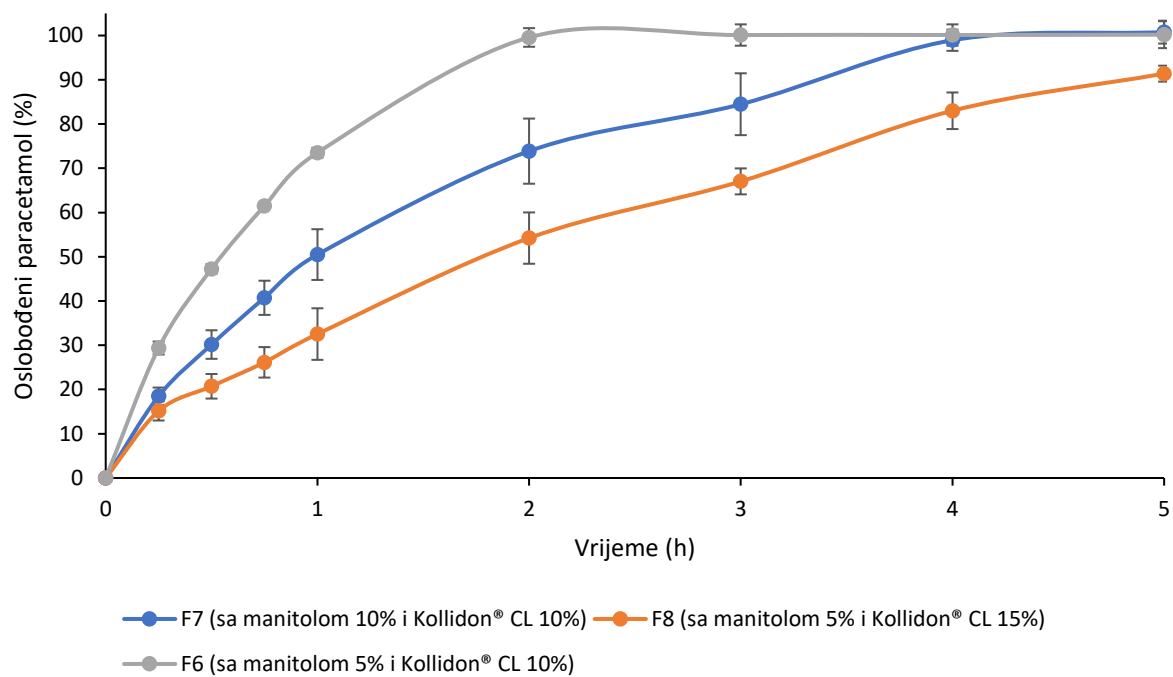 Oslobođeni paracetamol (%)
100
90
80
70
60
50
40
30
20
10
0
0 1 2 3 4 5
Vrijeme (h)
F7 (sa manitolom 10% i Kollidon® CL 10%) F8 (sa manitolom 5% i Kollidon® CL 15%)
F6 (sa manitolom 5% i Kollidon® CL 10%)